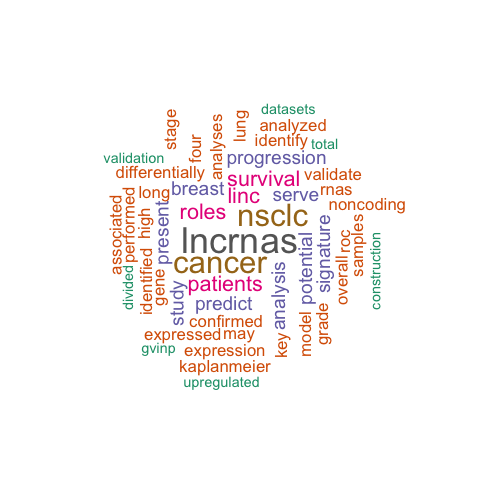 datasets
stage
lung
analyzed
four
analyses
identify
total
validation
progression
differentially
survival
validate
long
breast
linc
serve
rnas
noncoding
associated
performed
high
present
roles
nsclc
signature
roc
samples
lncrnas
potential
overall
construction
cancer
divided
identified
gene
study
patients
analysis
predict
confirmed
expressed
may
key
model
grade
gvinp
expression
kaplanmeier
upregulated